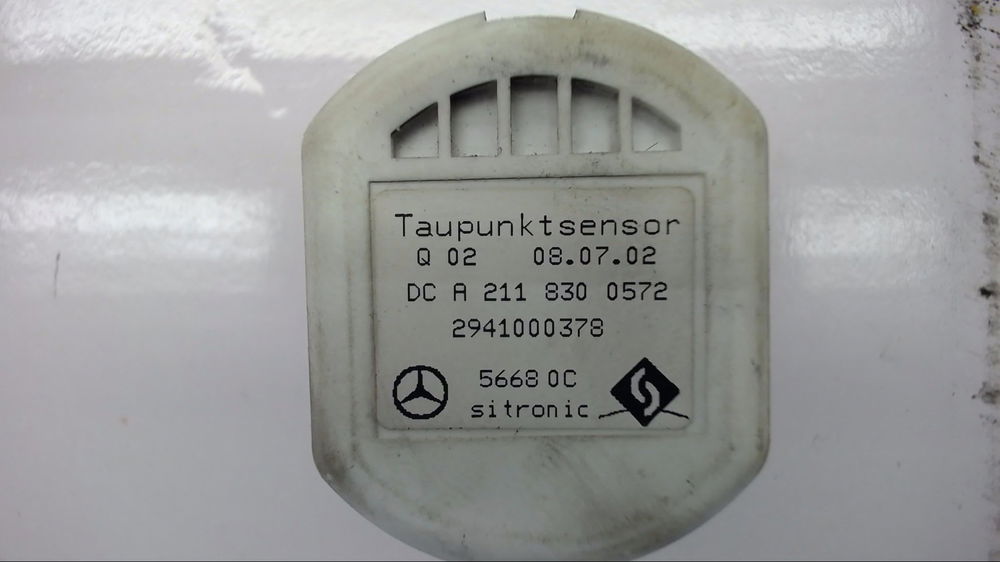 Taupunktsensor
Q 02 08.07.02
DC A 211 830 0572
2941000378
5668 0C
sitronic